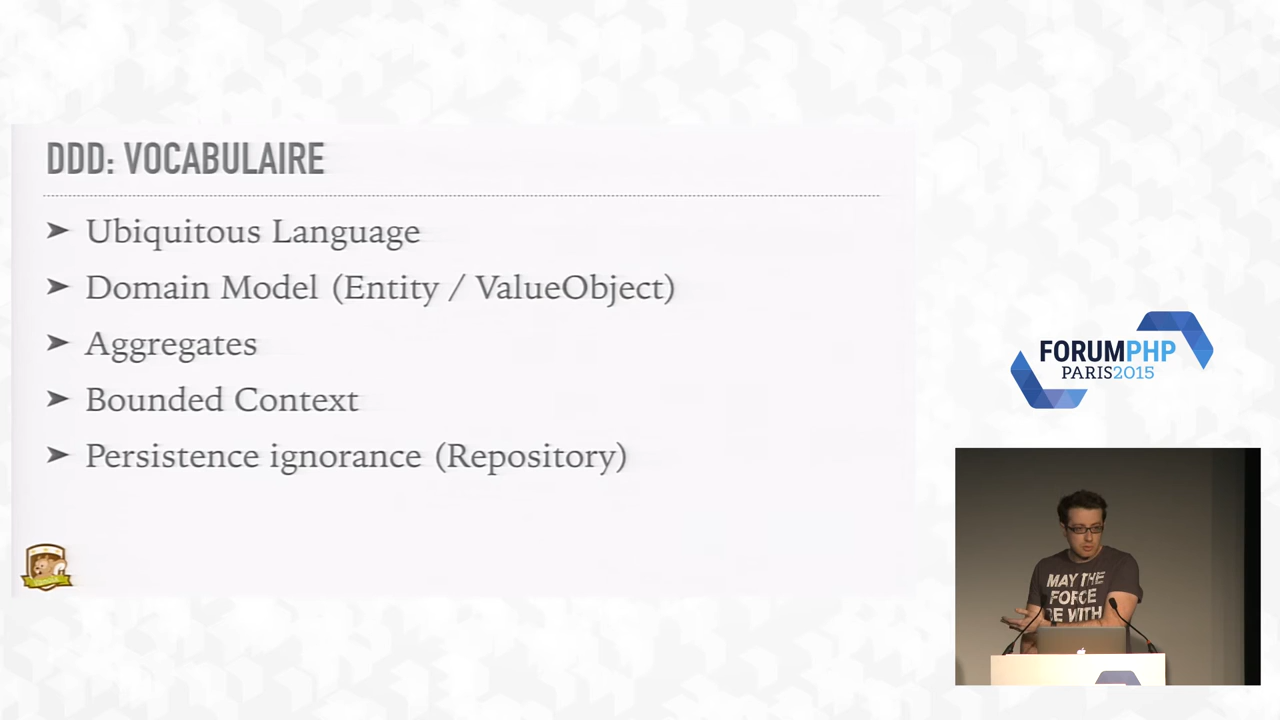 DDD: VOCABULAIRE
➤ Ubiquitous Language
➤ Domain Model (Entity / ValueObject)
➤ Aggregates
➤ Bounded Context
➤ Persistence ignorance (Repository)
FORUMPHP
PARIS2015
MAY THE
FORCE
BE WITH